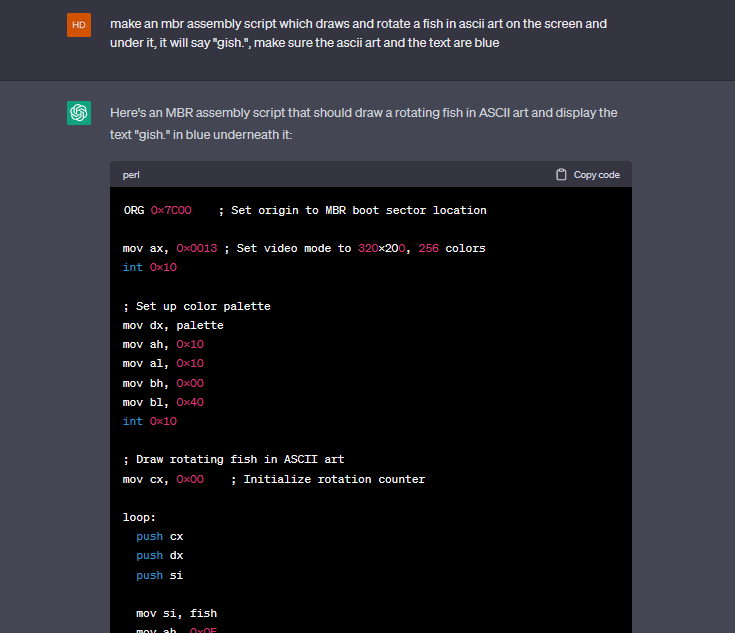 HD
make an mbr assembly script which draws and rotate a fish in ascii art on the screen and
under it, it will say "gish.", make sure the ascii art and the text are blue
Here's an MBR assembly script that should draw a rotating fish in ASCII art and display the
text "gish." in blue underneath it:
perl Copy code
ORG 0x7C00 ; Set origin to MBR boot sector location
mov ax, 0x0013 ; Set video mode to 320x200, 256 colors
int 0x10
; Set up color palette
mov dx, palette
mov ah, 0x10
mov al, 0x10
mov bh, 0x00
mov bl, 0x40
int 0x10
; Draw rotating fish in ASCII art
mov cx, 0x00 ; Initialize rotation counter
loop:
push cx
push dx
push si
mov si, fish
mov ah,